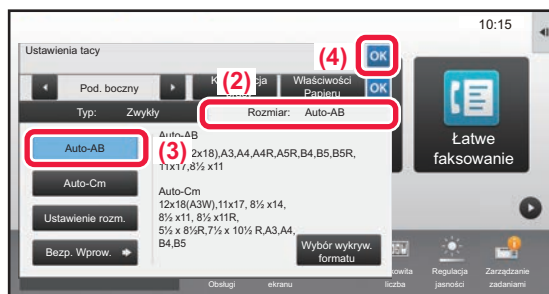 10:15
Ustawienia tacy
(4)
OK
Pod. boczny
(2)
Właściwości
Papieru
OK
Typ: Zwykły
Rozmiar: Auto-AB
Auto-AB
(3)
Auto-AB
2x18),A3,A4,A4R,A5R,B4,B5,B5R,
11x17,8½ x11
Auto-Cm
Auto-Cm
12x18(A3W),11x17, 8½ x14,
8½ x11, 8½ x11R,
5½ x 8½R,7½ x 10½ R,A3,A4,
B4,B5
Ustawienie rozm.
Bezp. Wprow.
Wybór wykryw.
formatu
Łatwe
faksowanie
Obsługi
ekranu
liczba
Regulacja
jasności
Zarządzanie
zadaniami